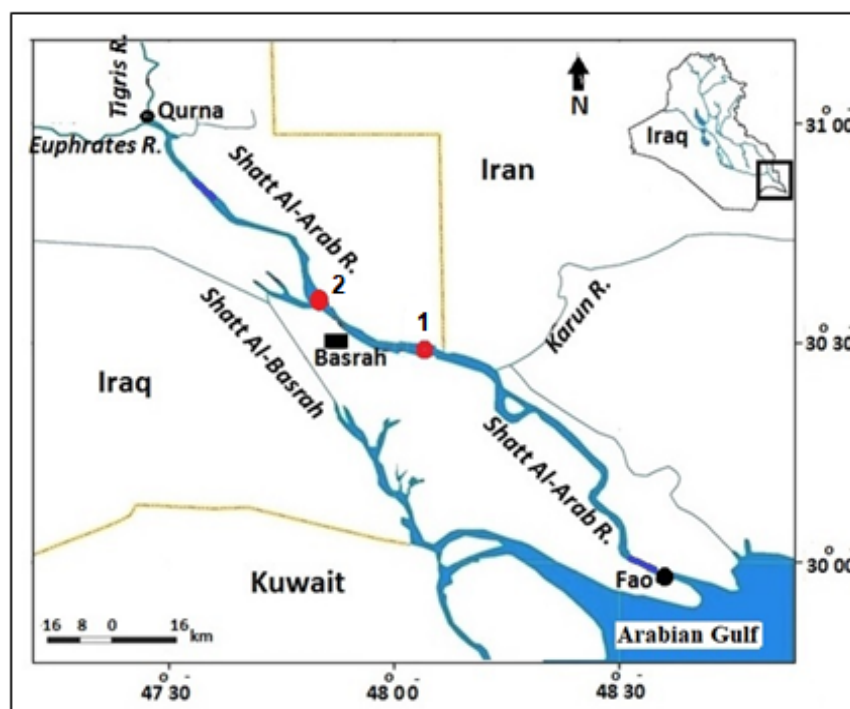 Tigris R.
Qurna
Euphrates R.
N
Iraq
31° 00
Shatt Al-Arab R.
Iran
2
1
Karun R.
Basrah
30° 30
Shatt Al-Basrah
Iraq
Shatt Al-Arab R.
Kuwait
Fao
30° 00
Arabian Gulf
16 8 0 16
km
47° 30
48° 00
48° 30